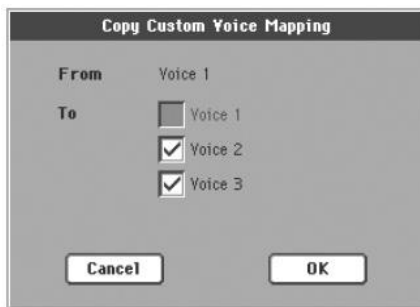 Copy Custom Voice Mapping
From Voice 1
To Voice 1
Voice 2
Voice 3
Cancel OK